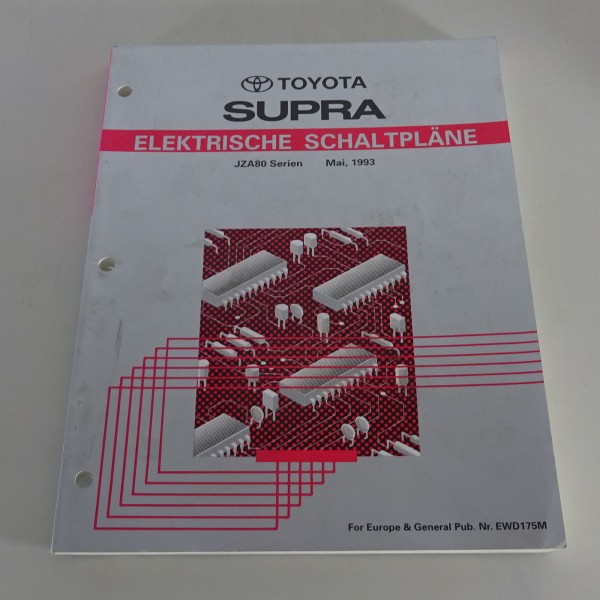 TOYOTA
SUPRA
ELEKTRISCHE SCHALTPLÄNE
JZA80 Serien Mai, 1993
For Europe & General Pub. Nr. EWD175M